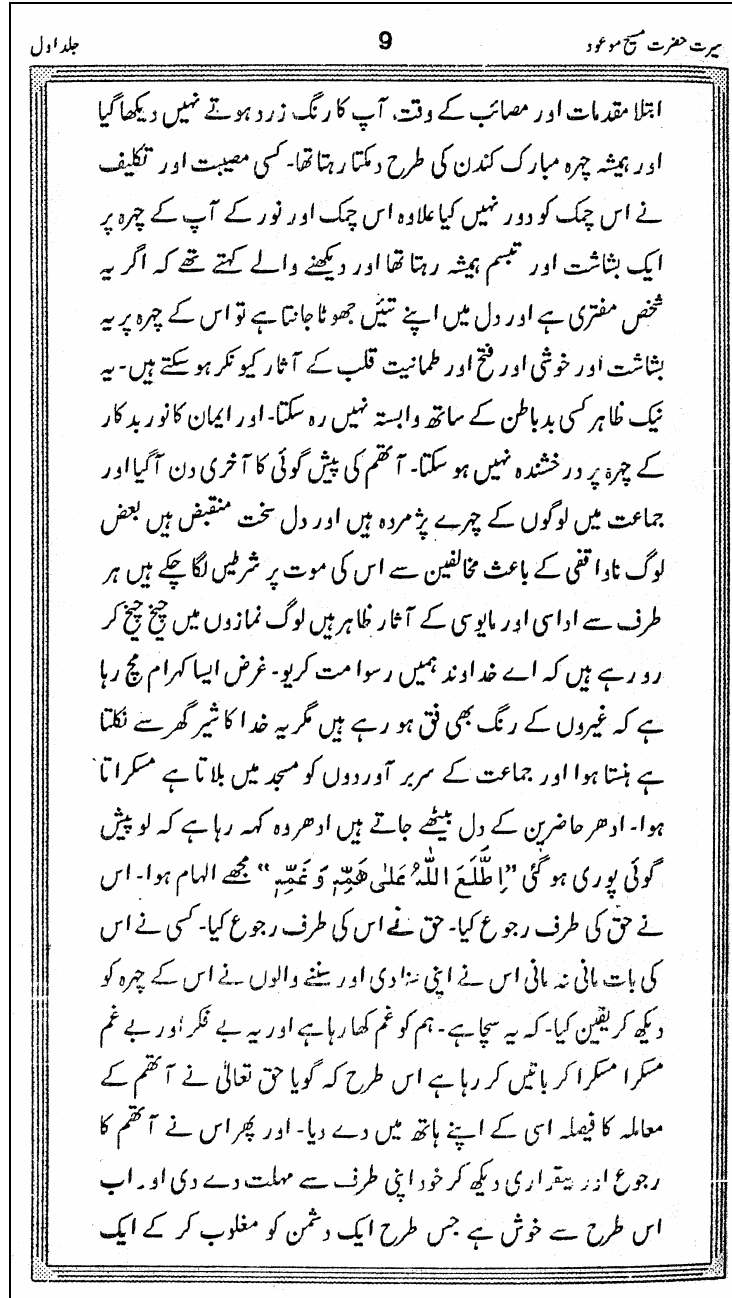 سیرت حضرت مسیح موعود 9 جلد اول
ابتلا مقدمات اور مصائب کے وقت، آپ کا رنگ زرد ہوتے نہیں دیکھا گیا
اور ہمیشہ چہرہ مبارک کندن کی طرح دمکتا رہتا تھا۔ کسی مصیبت اور تکلیف
نے اس چمک کو دور نہیں کیا علاوہ اس چمک اور نور کے آپ کے چہرہ پر
ایک بشاشت اور تبسم ہمیشہ رہتا تھا اور دیکھنے والے کہتے تھے کہ اگر یہ
شخص مفتری ہے اور دل میں اپنے تئیں جھوٹا جانتا ہے تو اس کے چہرہ پر یہ
بشاشت اور خوشی اور فتح اور طمانیت قلب کے آثار کیونکر ہو سکتے ہیں۔ یہ
نیک ظاہر کسی بد باطن کے ساتھ وابستہ نہیں رہ سکتا۔ اور ایمان کا نور بدکار
کے چہرہ پر درخشندہ نہیں ہو سکتا۔ آتھم کی پیش گوئی کا آخری دن آگیا اور
جماعت میں لوگوں کے چہرے پژمردہ ہیں اور دل سخت منقبض ہیں بعض
لوگ ناواقفی کے باعث مخالفین سے اس کی موت پر شرطیں لگا چکے ہیں ہر
طرف سے اداسی اور مایوسی کے آثار ظاہر ہیں لوگ نمازوں میں چیخ چیخ کر
رو رہے ہیں کہ اے خداوند ہمیں رسوا مت کریو۔ غرض ایسا کہرام مچ رہا
ہے کہ غیروں کے رنگ بھی فق ہو رہے ہیں مگر یہ خدا کا شیر گھر سے نکلتا
ہے ہنستا ہوا اور جماعت کے سربر آوردوں کو مسجد میں بلاتا ہے مسکراتا
ہوا۔ ادھر حاضرین کے دل بیٹھے جاتے ہیں ادھر وہ کہہ رہا ہے کہ لو پیش
گوئی پوری ہو گئی ”اِطَّلَعَ اللّٰہُ عَلٰی ھَمِّہٖ وَ غَمِّہٖ“ مجھے الہام ہوا۔ اس
نے حق کی طرف رجوع کیا۔ حق نے اس کی طرف رجوع کیا۔ کسی نے اس
کی بات مانی نہ مانی اس نے اپنی سنا دی اور سننے والوں نے اس کے چہرہ کو
دیکھ کر یقین کیا۔ کہ یہ سچا ہے۔ ہم کو غم کھا رہا ہے اور یہ بے فکر اور بے غم
مسکرا مسکرا کر باتیں کر رہا ہے اس طرح کہ گویا حق تعالیٰ نے آتھم کے
معاملہ کا فیصلہ اسی کے اپنے ہاتھ میں دے دیا۔ اور پھر اس نے آتھم کا
رجوع اور بیقراری دیکھ کر خود اپنی طرف سے مہلت دے دی اور اب
اس طرح سے خوش ہے جس طرح ایک دشمن کو مغلوب کر کے ایک